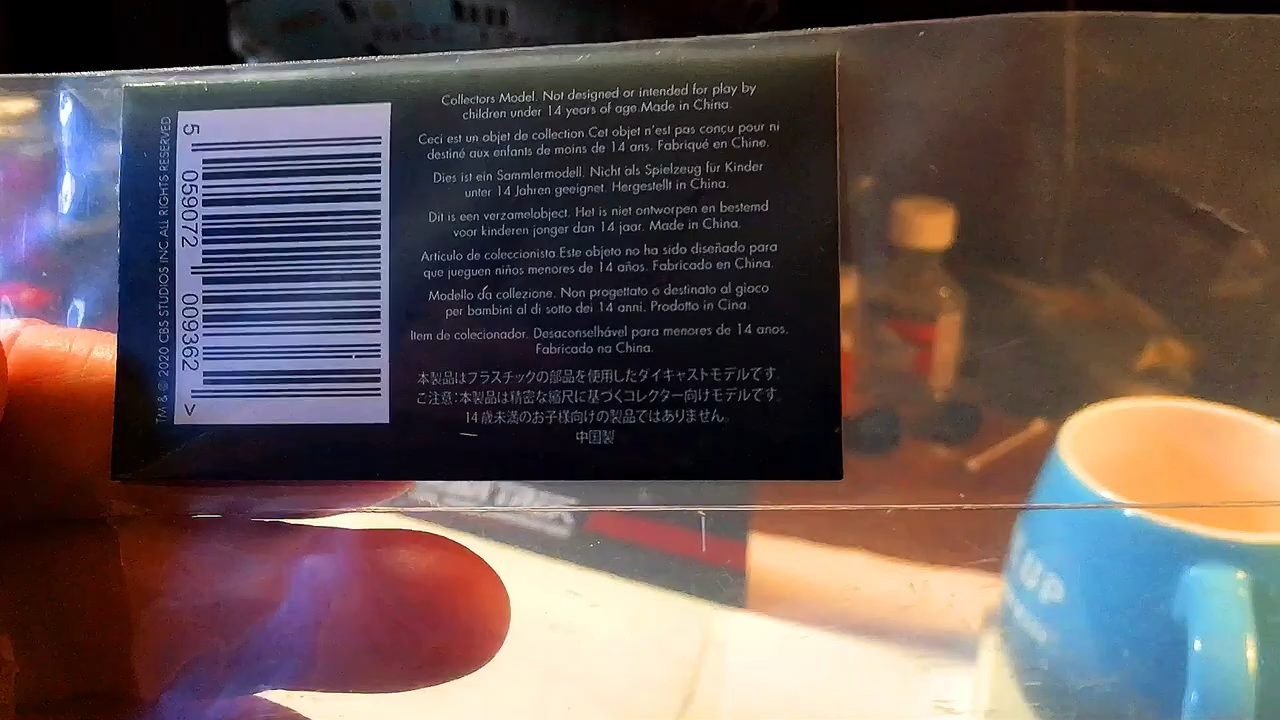 TM & © 2020 CBS STUDIOS INC. ALL RIGHTS RESERVED
5 059072 009362 >
Collectors Model. Not designed or intended for play by
children under 14 years of age.Made in China.
Ceci est un objet de collection.Cet objet n'est pas conçu pour ni
destiné aux enfants de moins de 14 ans. Fabriqué en Chine.
Dies ist ein Sammlermodell. Nicht als Spielzeug für Kinder
unter 14 Jahren geeignet. Hergestellt in China.
Dit is een verzamelobject. Het is niet ontworpen en bestemd
voor kinderen jonger dan 14 jaar. Made in China.
Artículo de coleccionista.Este objeto no ha sido diseñado para
que jueguen niños menores de 14 años. Fabricado en China.
Modello da collezione. Non progettato o destinato al gioco
per bambini al di sotto dei 14 anni. Prodotto in Cina.
Item de colecionador. Desaconselhável para menores de 14 anos.
Fabricado na China.
本製品はプラスチックの部品を使用したダイキャストモデルです。
ご注意：本製品は精密な縮尺に基づくコレクター向けモデルです。
14歳未満のお子様向けの製品ではありません。
中国製